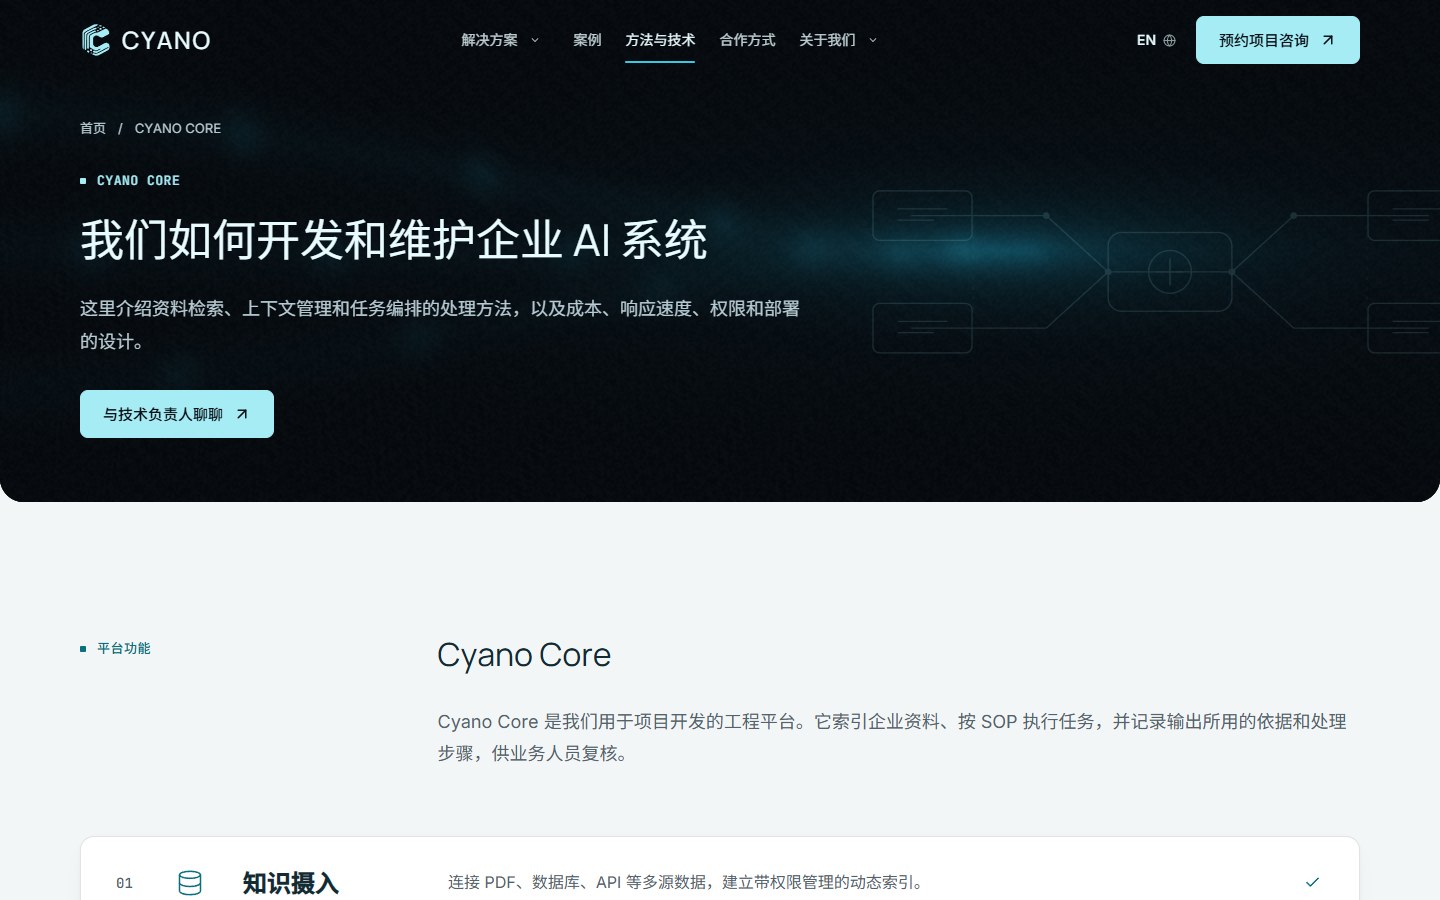 CYANO
解决方案
案例
方法与技术
合作方式
关于我们
EN
预约项目咨询
首页 / CYANO CORE
CYANO CORE
我们如何开发和维护企业 AI 系统
这里介绍资料检索、上下文管理和任务编排的处理方法，以及成本、响应速度、权限和部署
的设计。
与技术负责人聊聊
平台功能
Cyano Core
Cyano Core 是我们用于项目开发的工程平台。它索引企业资料、按 SOP 执行任务，并记录输出所用的依据和处理
步骤，供业务人员复核。
01
知识摄入
连接 PDF、数据库、API 等多源数据，建立带权限管理的动态索引。